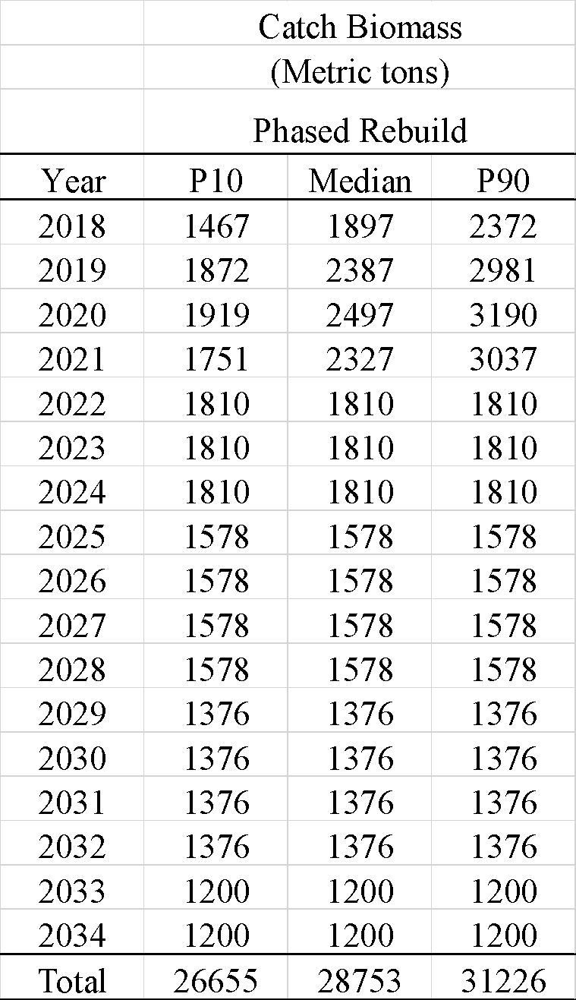 Catch Biomass
(Metric tons)
Phased Rebuild
Year P10 Median P90
2018 1467 1897 2372
2019 1872 2387 2981
2020 1919 2497 3190
2021 1751 2327 3037
2022 1810 1810 1810
2023 1810 1810 1810
2024 1810 1810 1810
2025 1578 1578 1578
2026 1578 1578 1578
2027 1578 1578 1578
2028 1578 1578 1578
2029 1376 1376 1376
2030 1376 1376 1376
2031 1376 1376 1376
2032 1376 1376 1376
2033 1200 1200 1200
2034 1200 1200 1200
Total 26655 28753 31226